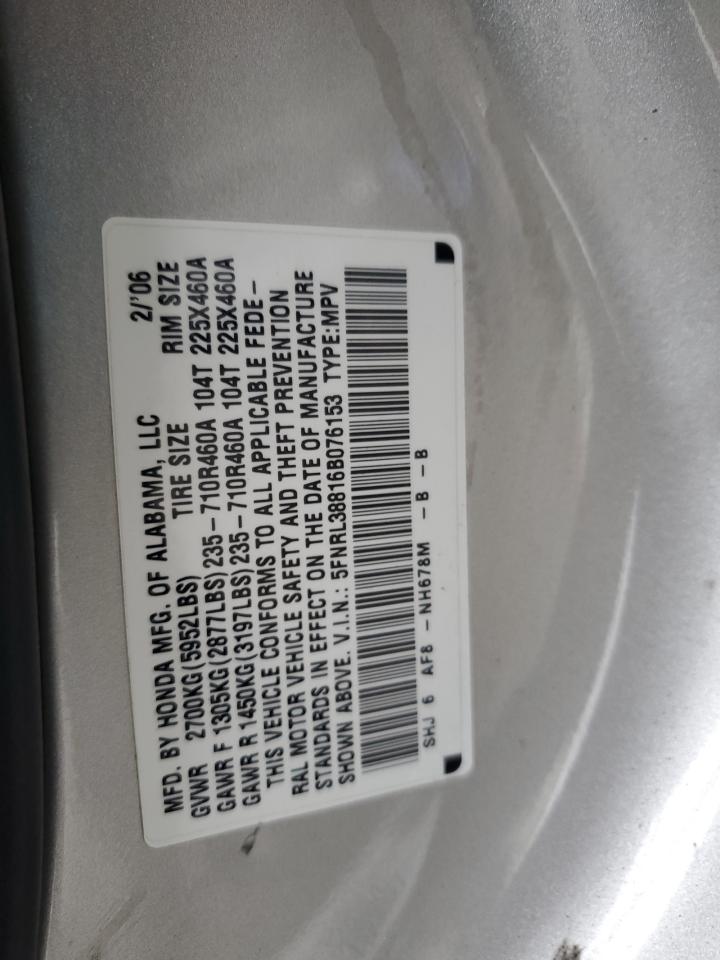 MFD. BY HONDA MFG. OF ALABAMA, LLC 2/'06
GVWR 2700KG(5952LBS) TIRE SIZE RIM SIZE
GAWR F 1305KG(2877LBS)235-710R460A 104T 225X460A
GAWR R 1450KG(3197LBS)235-710R460A 104T 225X460A
THIS VEHICLE CONFORMS TO ALL APPLICABLE FEDE-
RAL MOTOR VEHICLE SAFETY AND THEFT PREVENTION
STANDARDS IN EFFECT ON THE DATE OF MANUFACTURE
SHOWN ABOVE. V.I.N.: 5FNRL38816B076153 TYPE:MPV
SHJ 6 AF8 -NH678M -B -B